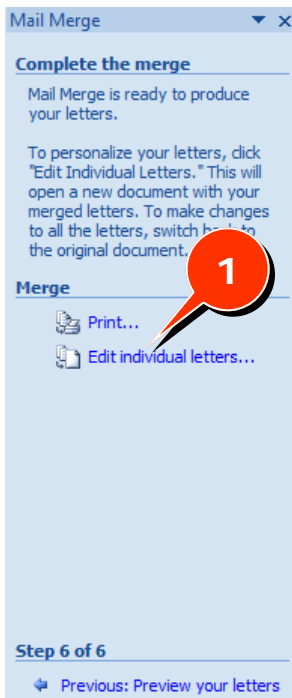 Mail Merge
Complete the merge
Mail Merge is ready to produce
your letters.
To personalize your letters, click
"Edit Individual Letters." This will
open a new document with your
merged letters. To make changes
to all the letters, switch back to
the original document.
1
Merge
Print...
Edit individual letters...
Step 6 of 6
Previous: Preview your letters